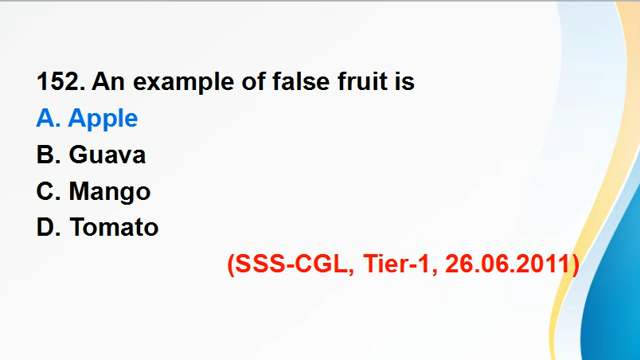 152. An example of false fruit is
A. Apple
B. Guava
C. Mango
D. Tomato
(SSS-CGL, Tier-1, 26.06.2011)